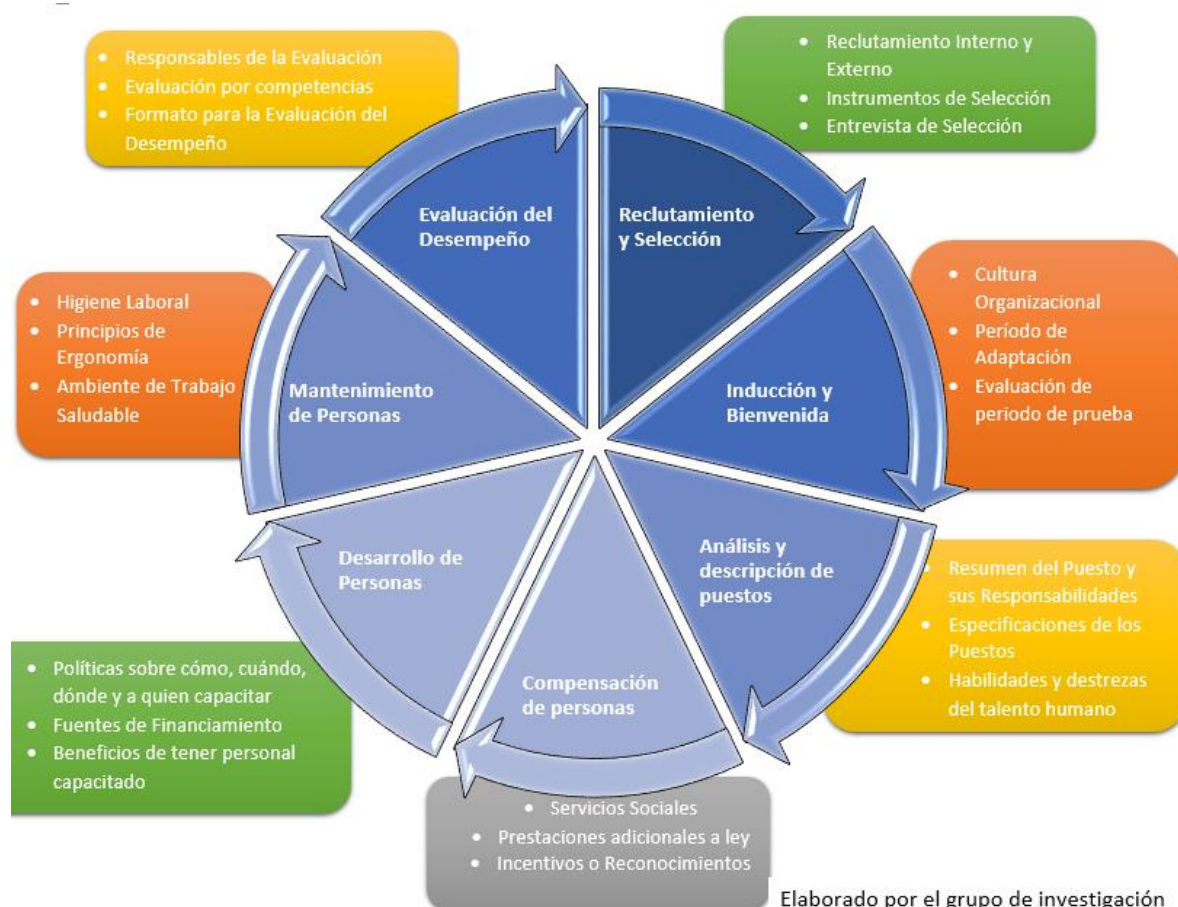 • Responsables de la Evaluación
• Evaluación por competencias
• Formato para la Evaluación del
Desempeño
• Reclutamiento Interno y
Externo
• Instrumentos de Selección
• Entrevista de Selección
Evaluación del
Desempeño
Reclutamiento
y Selección
• Higiene Laboral
• Principios de
Ergonomía
• Ambiente de Trabajo
Saludable
Mantenimiento
de Personas
Inducción y
Bienvenida
• Cultura
Organizacional
• Período de
Adaptación
• Evaluación de
periodo de prueba
Desarrollo de
Personas
Análisis y
descripción de
puestos
• Resumen del Puesto y
sus Responsabilidades
• Especificaciones de los
Puestos
• Habilidades y destrezas
del talento humano
• Políticas sobre cómo, cuándo,
dónde y a quien capacitar
• Fuentes de Financiamiento
• Beneficios de tener personal
capacitado
Compensación
de personas
• Servicios Sociales
• Prestaciones adicionales a ley
• Incentivos o Reconocimientos
Elaborado por el grupo de investigación